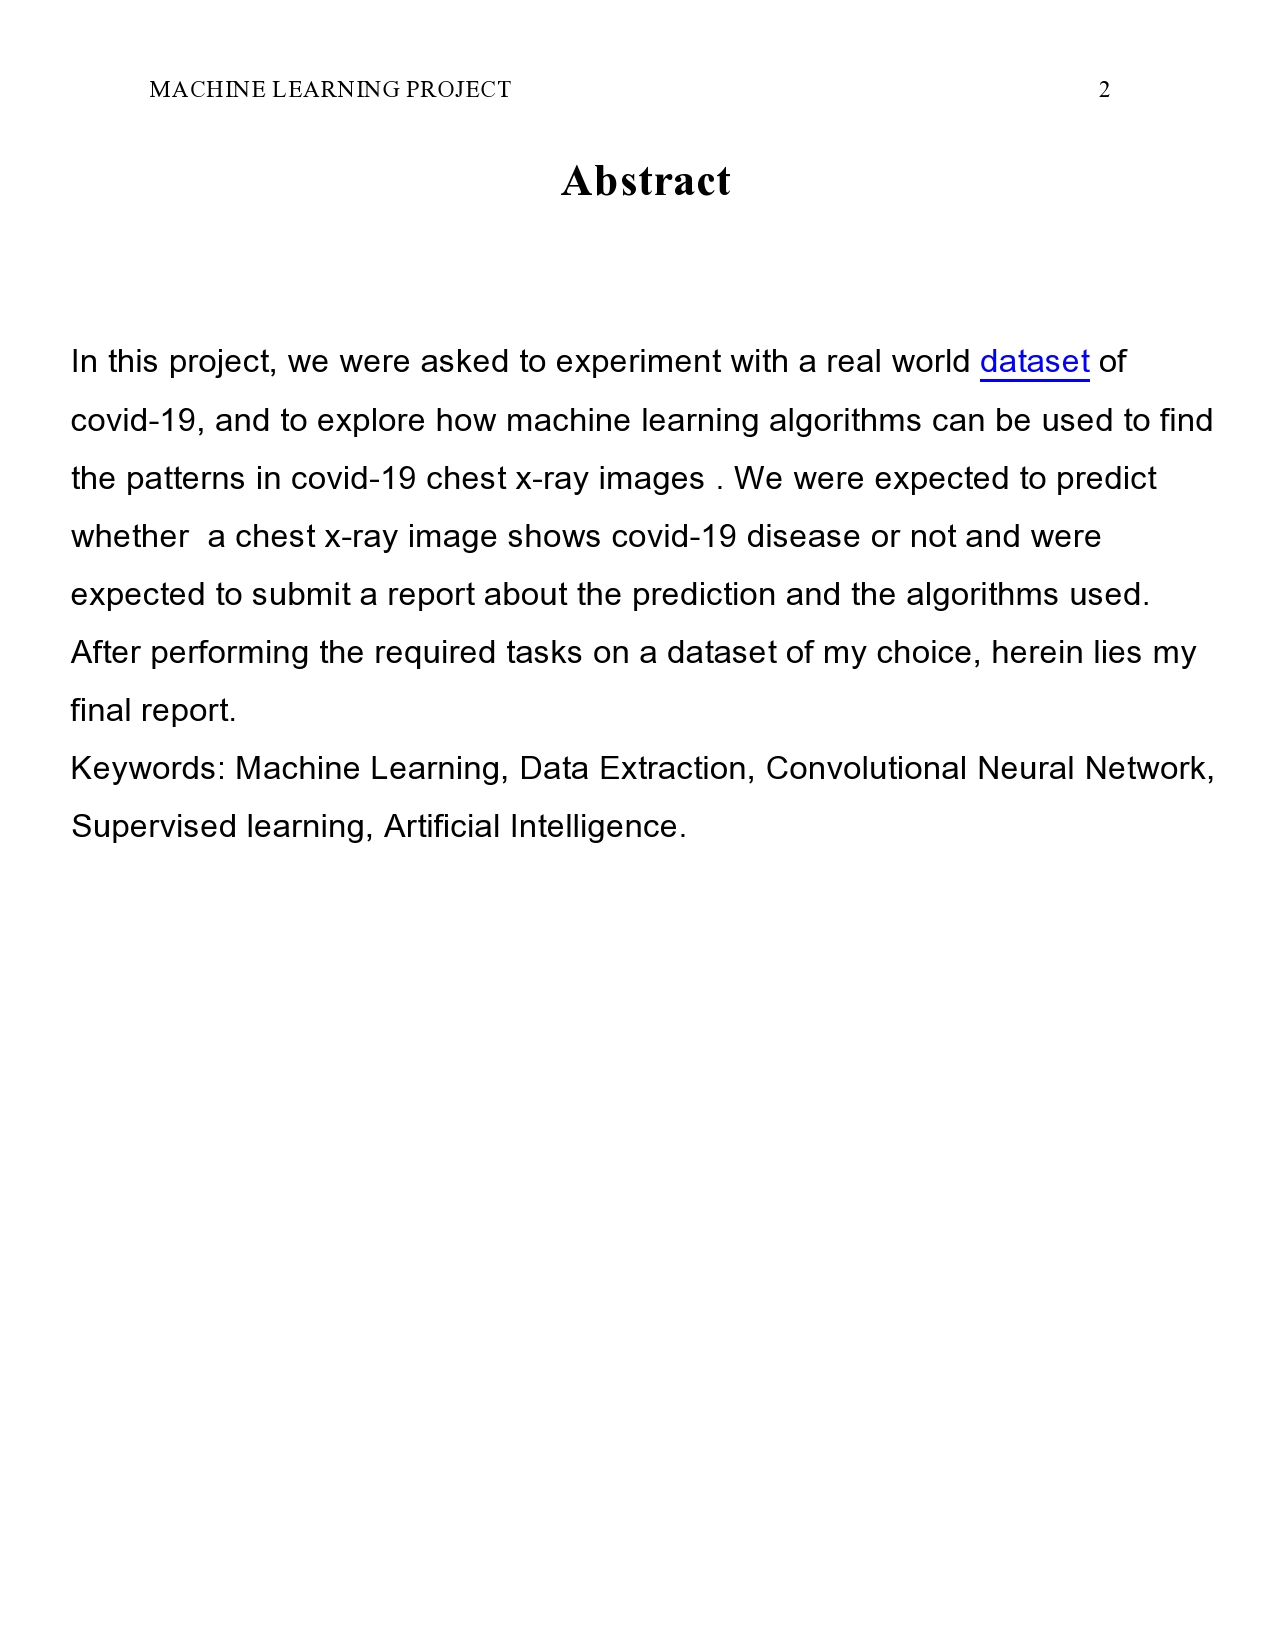 MACHINE LEARNING PROJECT 2
Abstract
In this project, we were asked to experiment with a real world dataset of
covid-19, and to explore how machine learning algorithms can be used to find
the patterns in covid-19 chest x-ray images . We were expected to predict
whether  a chest x-ray image shows covid-19 disease or not and were
expected to submit a report about the prediction and the algorithms used.
After performing the required tasks on a dataset of my choice, herein lies my
final report.
Keywords: Machine Learning, Data Extraction, Convolutional Neural Network,
Supervised learning, Artificial Intelligence.